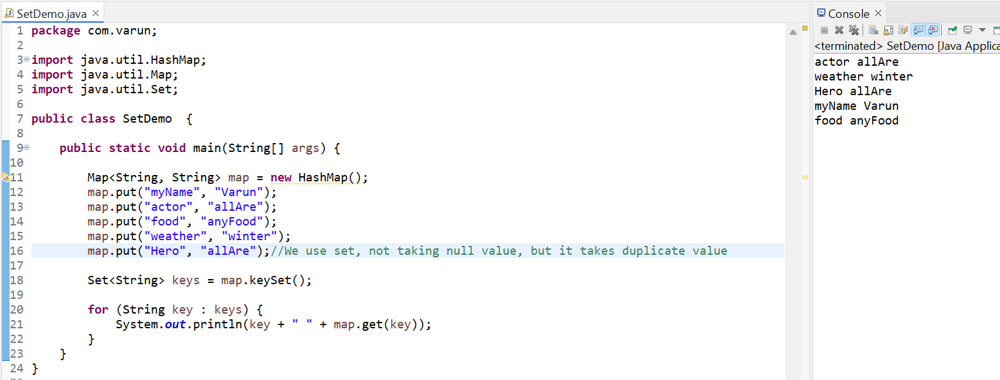 SetDemo.java
1 package com.varun;
2
3 import java.util.HashMap;
4 import java.util.Map;
5 import java.util.Set;
6
7 public class SetDemo  {
8
9     public static void main(String[] args) {
10
11         Map<String, String> map = new HashMap();
12         map.put("myName", "Varun");
13         map.put("actor", "allAre");
14         map.put("food", "anyFood");
15         map.put("weather", "winter");
16         map.put("Hero", "allAre");//We use set, not taking null value, but it takes duplicate value
17
18         Set<String> keys = map.keySet();
19
20         for (String key : keys) {
21             System.out.println(key + " " + map.get(key));
22         }
23     }
24 }
Console
<terminated> SetDemo [Java Applica
actor allAre
weather winter
Hero allAre
myName Varun
food anyFood